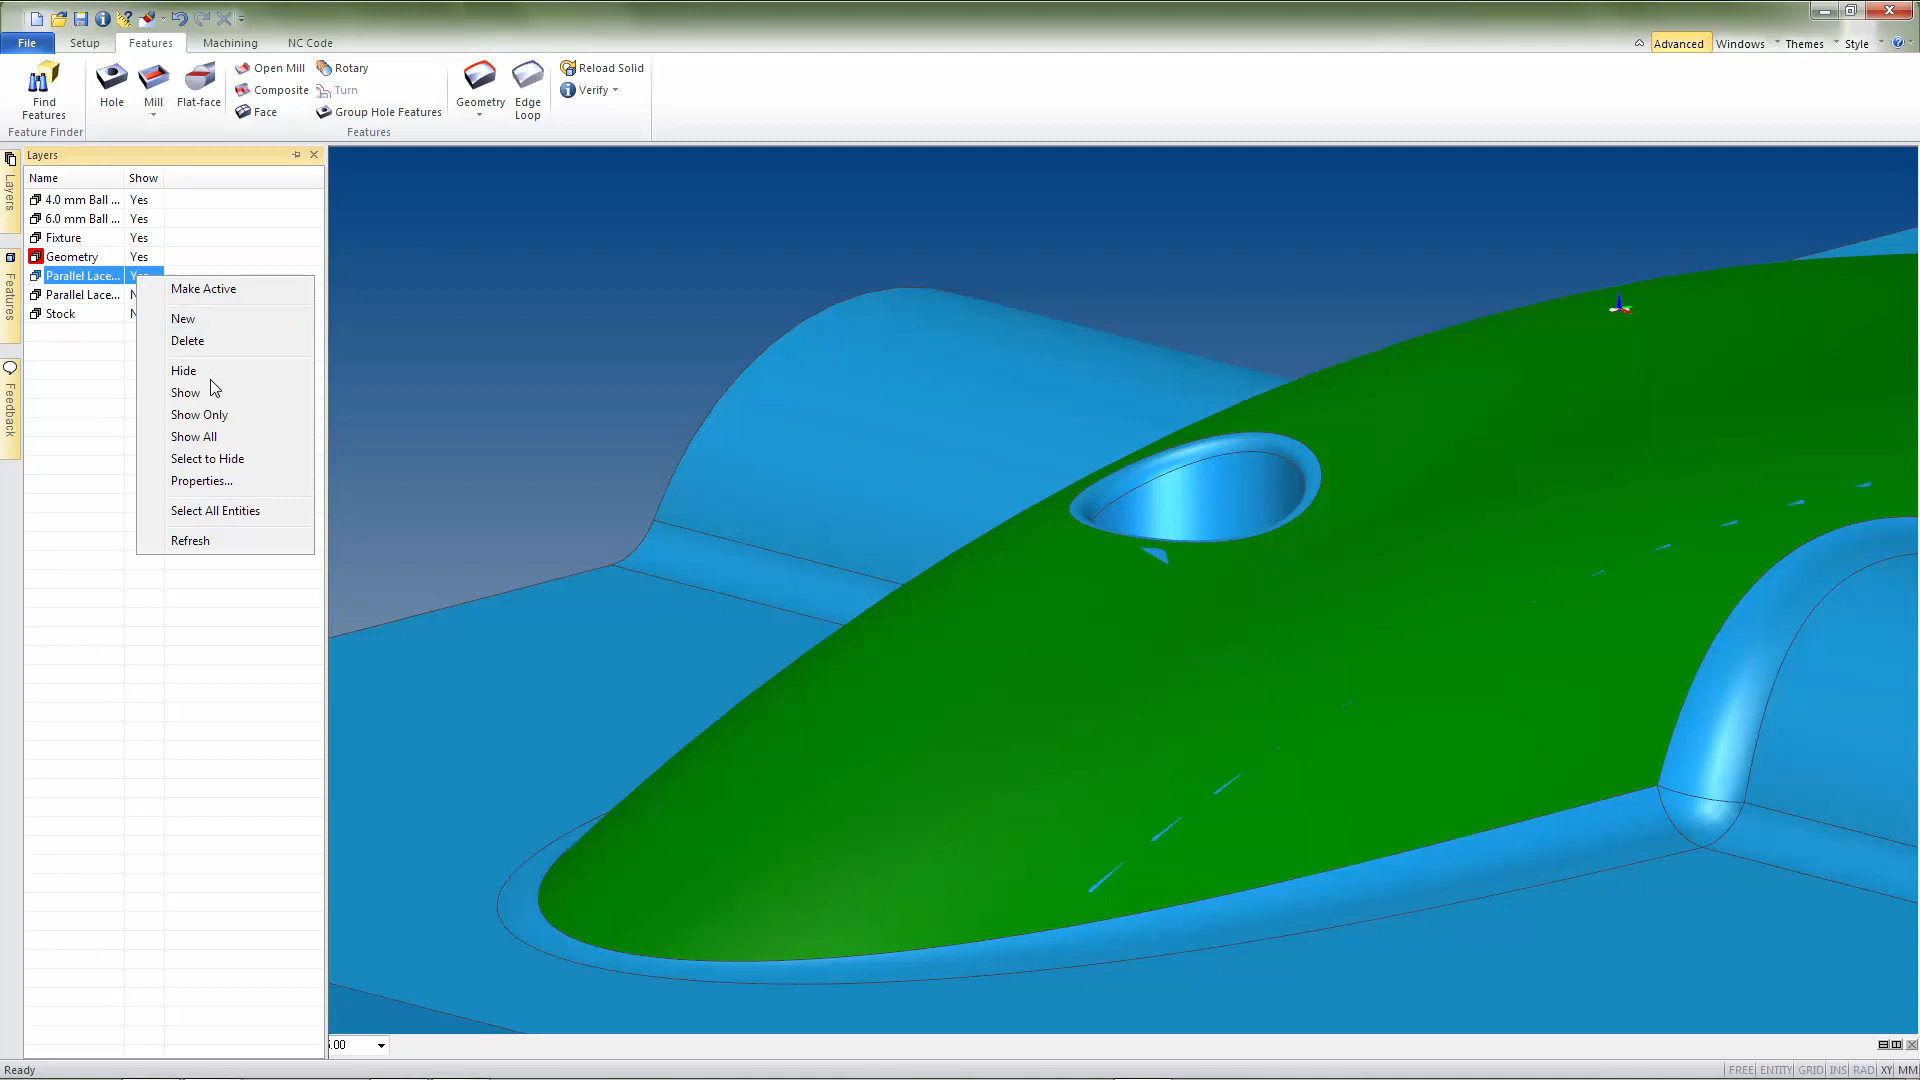 File
Setup
Features
Machining
NC Code
Advanced
Windows
Themes
Style
Find
Features
Hole
Mill
Flat-face
Open Mill
Composite
Face
Rotary
Turn
Group Hole Features
Geometry
Edge
Loop
Reload Solid
Verify
Feature Finder
Features
Layers
Name Show
4.0 mm Ball ... Yes
6.0 mm Ball ... Yes
Fixture Yes
Geometry Yes
Parallel Lace...
Parallel Lace...
Stock
Layers
Features
Feedback
Make Active
New
Delete
Hide
Show
Show Only
Show All
Select to Hide
Properties...
Select All Entities
Refresh
.00
Ready
FREE ENTITY GRID INS RAD XY MM